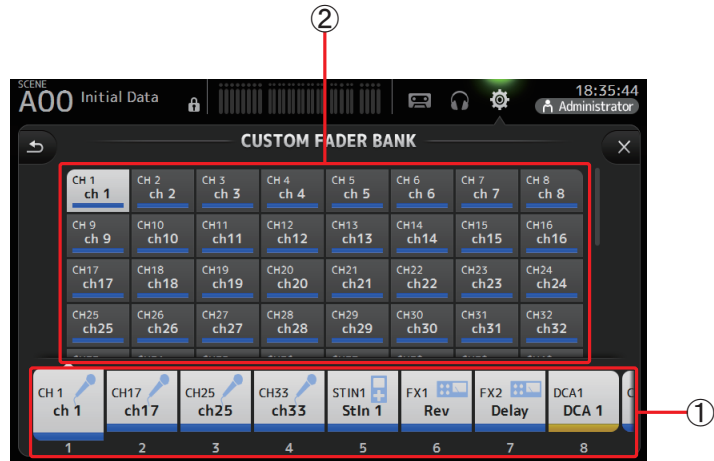 ②
SCENE
A00 Initial Data
18:35:44
Administrator
CUSTOM FADER BANK
CH 1 CH 2 CH 3 CH 4 CH 5 CH 6 CH 7 CH 8
ch 1 ch 2 ch 3 ch 4 ch 5 ch 6 ch 7 ch 8
CH 9 CH10 CH11 CH12 CH13 CH14 CH15 CH16
ch 9 ch10 ch11 ch12 ch13 ch14 ch15 ch16
CH17 CH18 CH19 CH20 CH21 CH22 CH23 CH24
ch17 ch18 ch19 ch20 ch21 ch22 ch23 ch24
CH25 CH26 CH27 CH28 CH29 CH30 CH31 CH32
ch25 ch26 ch27 ch28 ch29 ch30 ch31 ch32
CH 1 CH17 CH25 CH33 STIN1 FX1 FX2 DCA1
ch 1 ch17 ch25 ch33 StIn 1 Rev Delay DCA 1
①
1 2 3 4 5 6 7 8